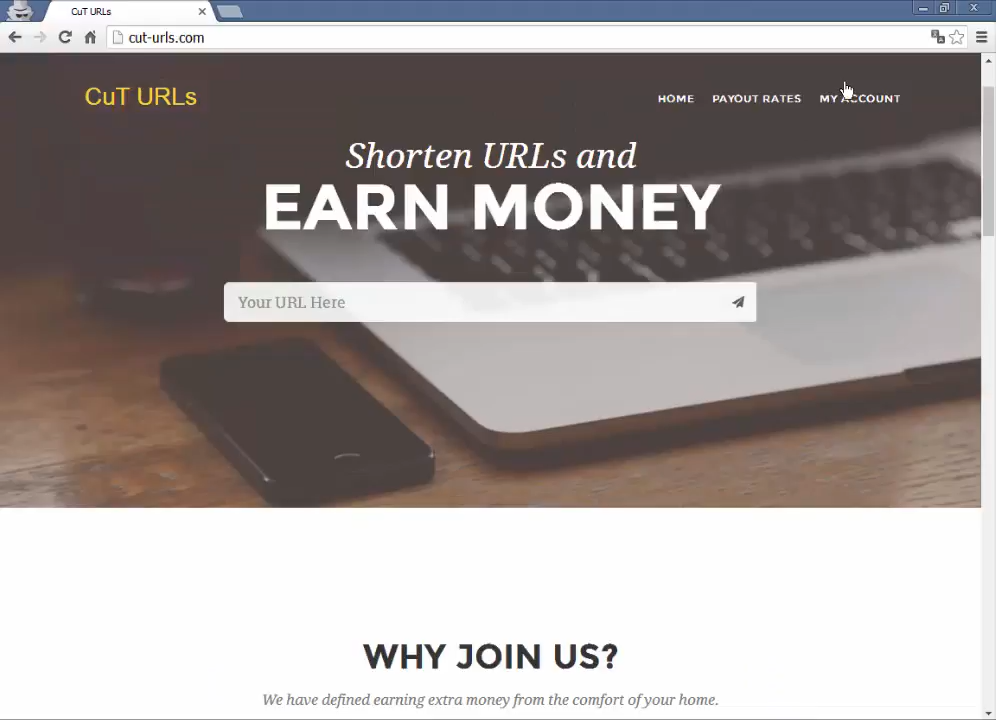 CuT URLs
cut-urls.com
CuT URLs
HOME PAYOUT RATES MY ACCOUNT
Shorten URLs and
EARN MONEY
Your URL Here
WHY JOIN US?
We have defined earning extra money from the comfort of your home.